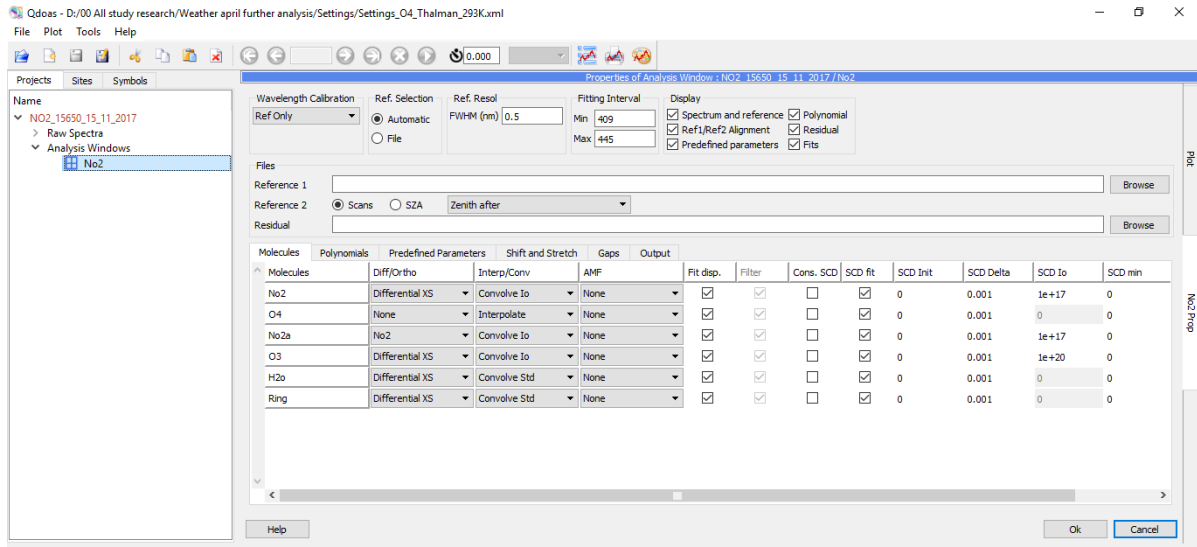 Qdoas - D:/00 All study research/Weather april further analysis/Settings/Settings_O4_Thalman_293K.xml
File Plot Tools Help
0.000
Projects Sites Symbols
Name
NO2_15650_15_11_2017
Raw Spectra
Analysis Windows
No2
Properties of Analysis Window : NO2_15650_15_11_2017 / No2
Wavelength Calibration Ref. Selection Ref. Resol Fitting Interval Display
Ref Only Automatic FWHM (nm) 0.5 Min 409 Spectrum and reference Polynomial
File Max 445 Ref1/Ref2 Alignment Residual
Predefined parameters Fits
Files
Reference 1 Browse
Reference 2 Scans SZA Zenith after
Residual Browse
Molecules Polynomials Predefined Parameters Shift and Stretch Gaps Output
Molecules Diff/Ortho Interp/Conv AMF Fit disp. Filter Cons. SCD SCD fit SCD Init SCD Delta SCD Io SCD min
No2 Differential XS Convolve Io None 0 0.001 1e+17 0
O4 None Interpolate None 0 0.001 0 0
No2a No2 Convolve Io None 0 0.001 1e+17 0
O3 Differential XS Convolve Io None 0 0.001 1e+20 0
H2o Differential XS Convolve Std None 0 0.001 0 0
Ring Differential XS Convolve Std None 0 0.001 0 0
Help Ok Cancel
Plot
No2 Prop